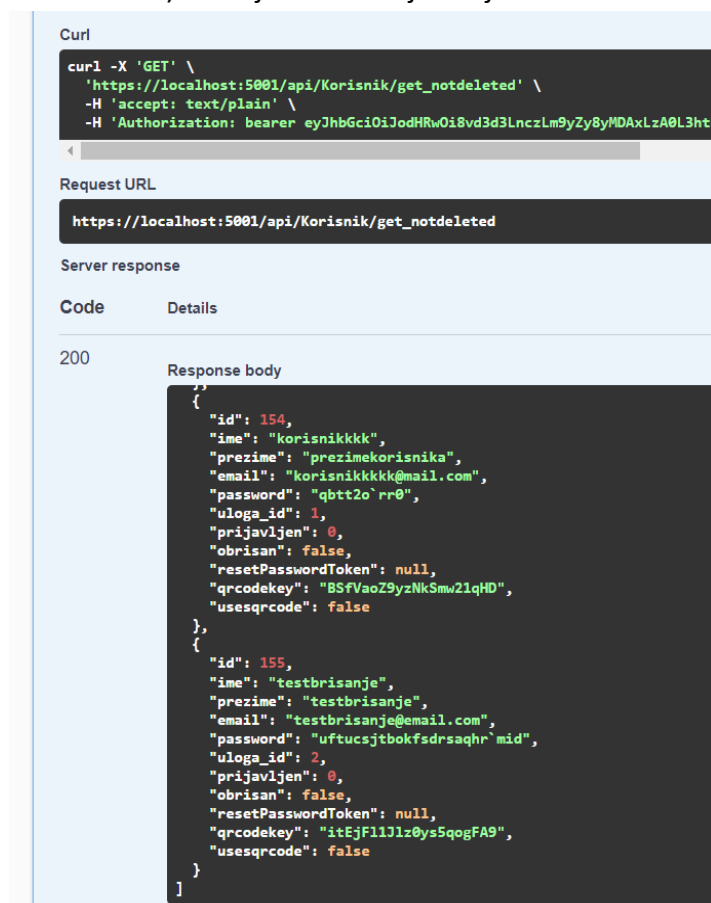 Curl
curl -X 'GET' \
'https://localhost:5001/api/Korisnik/get_notdeleted' \
-H 'accept: text/plain' \
-H 'Authorization: bearer eyJhbGciOiJodHRwOi8vd3d3LnczLm9yZy8yMDAxLzA0L3ht
Request URL
https://localhost:5001/api/Korisnik/get_notdeleted
Server response
Code Details
200
Response body
},
{
"id": 154,
"ime": "korisnikkkk",
"prezime": "prezimekorisnika",
"email": "korisnikkkkk@mail.com",
"password": "qbtt2o`rr0",
"uloga_id": 1,
"prijavljen": 0,
"obrisan": false,
"resetPasswordToken": null,
"qrcodekey": "BSfVaoZ9yzNkSmw21qHD",
"usesqrcode": false
},
{
"id": 155,
"ime": "testbrisanje",
"prezime": "testbrisanje",
"email": "testbrisanje@email.com",
"password": "uftucsjtbokfsdrsaqhr`mid",
"uloga_id": 2,
"prijavljen": 0,
"obrisan": false,
"resetPasswordToken": null,
"qrcodekey": "itEjFl1J1z0ys5qogFA9",
"usesqrcode": false
}
]